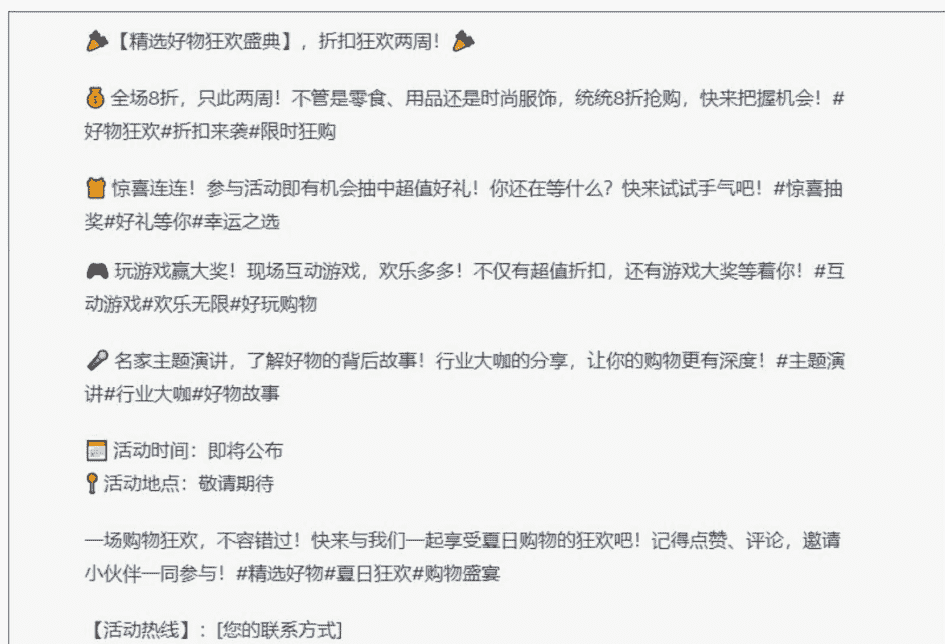 【精选好物狂欢盛典】，折扣狂欢两周！
全场8折，只此两周！不管是零食、用品还是时尚服饰，统统8折抢购，快来把握机会！#
好物狂欢#折扣来袭#限时狂购
惊喜连连！参与活动即有机会抽中超值好礼！你还在等什么？快来试试手气吧！#惊喜抽
奖#好礼等你#幸运之选
玩游戏赢大奖！现场互动游戏，欢乐多多！不仅有超值折扣，还有游戏大奖等着你！#互
动游戏#欢乐无限#好玩购物
名家主题演讲，了解好物的背后故事！行业大咖的分享，让你的购物更有深度！#主题演
讲#行业大咖#好物故事
活动时间：即将公布
活动地点：敬请期待
一场购物狂欢，不容错过！快来与我们一起享受夏日购物的狂欢吧！记得点赞、评论，邀请
小伙伴一同参与！#精选好物#夏日狂欢#购物盛宴
【活动热线】：[您的联系方式]